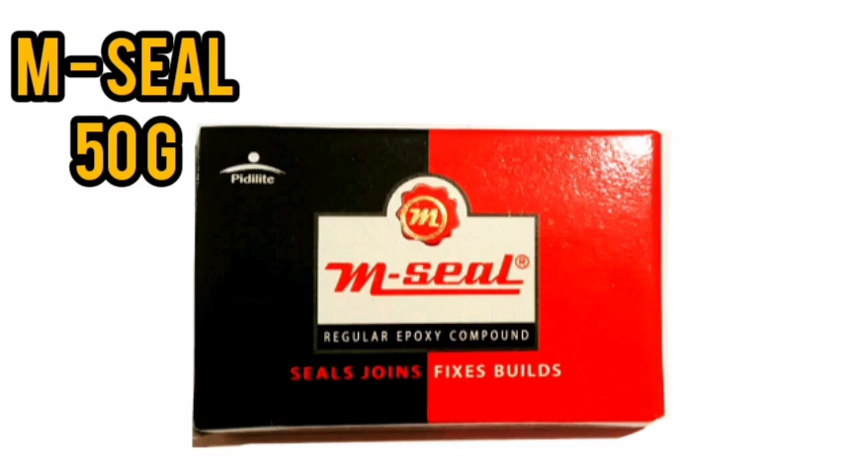 M-SEAL
50G
Pidilite
m
m-seal®
REGULAR EPOXY COMPOUND
SEALS JOINS FIXES BUILDS